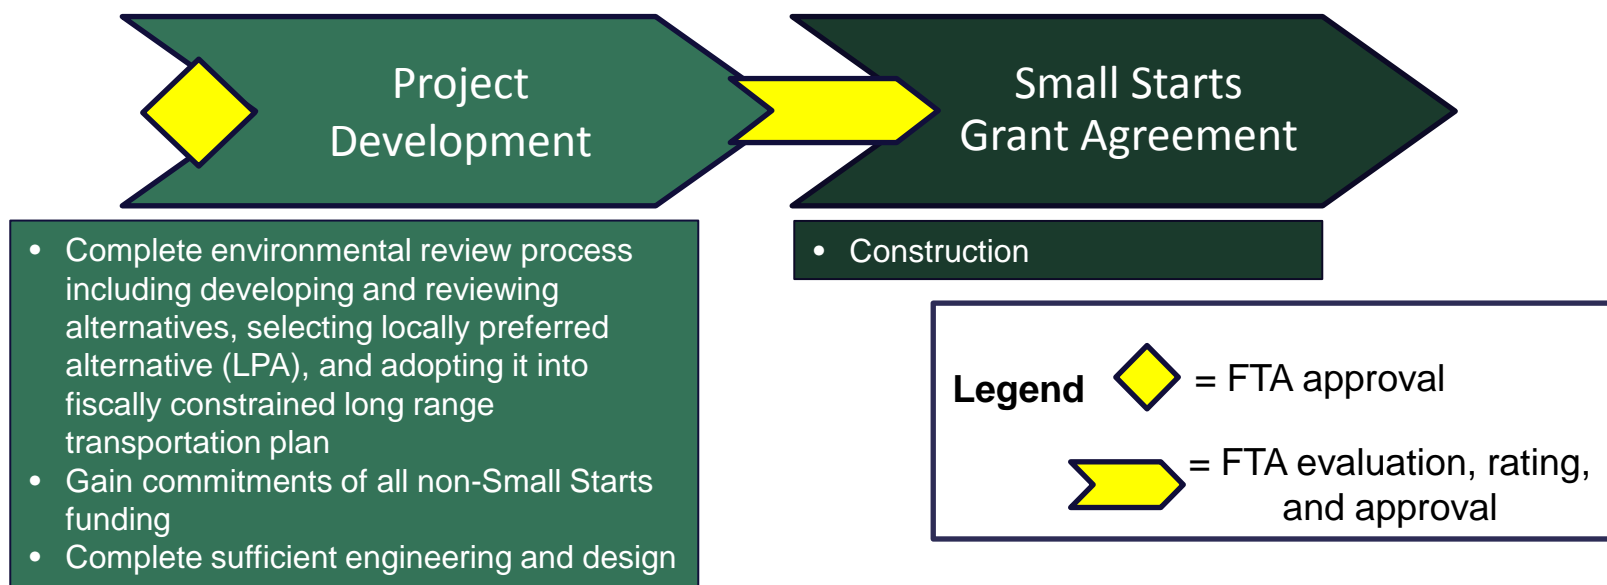 Project
Development
Small Starts
Grant Agreement
• Complete environmental review process
including developing and reviewing
alternatives, selecting locally preferred
alternative (LPA), and adopting it into
fiscally constrained long range
transportation plan
• Gain commitments of all non-Small Starts
funding
• Complete sufficient engineering and design
• Construction
Legend
= FTA approval
= FTA evaluation, rating,
and approval